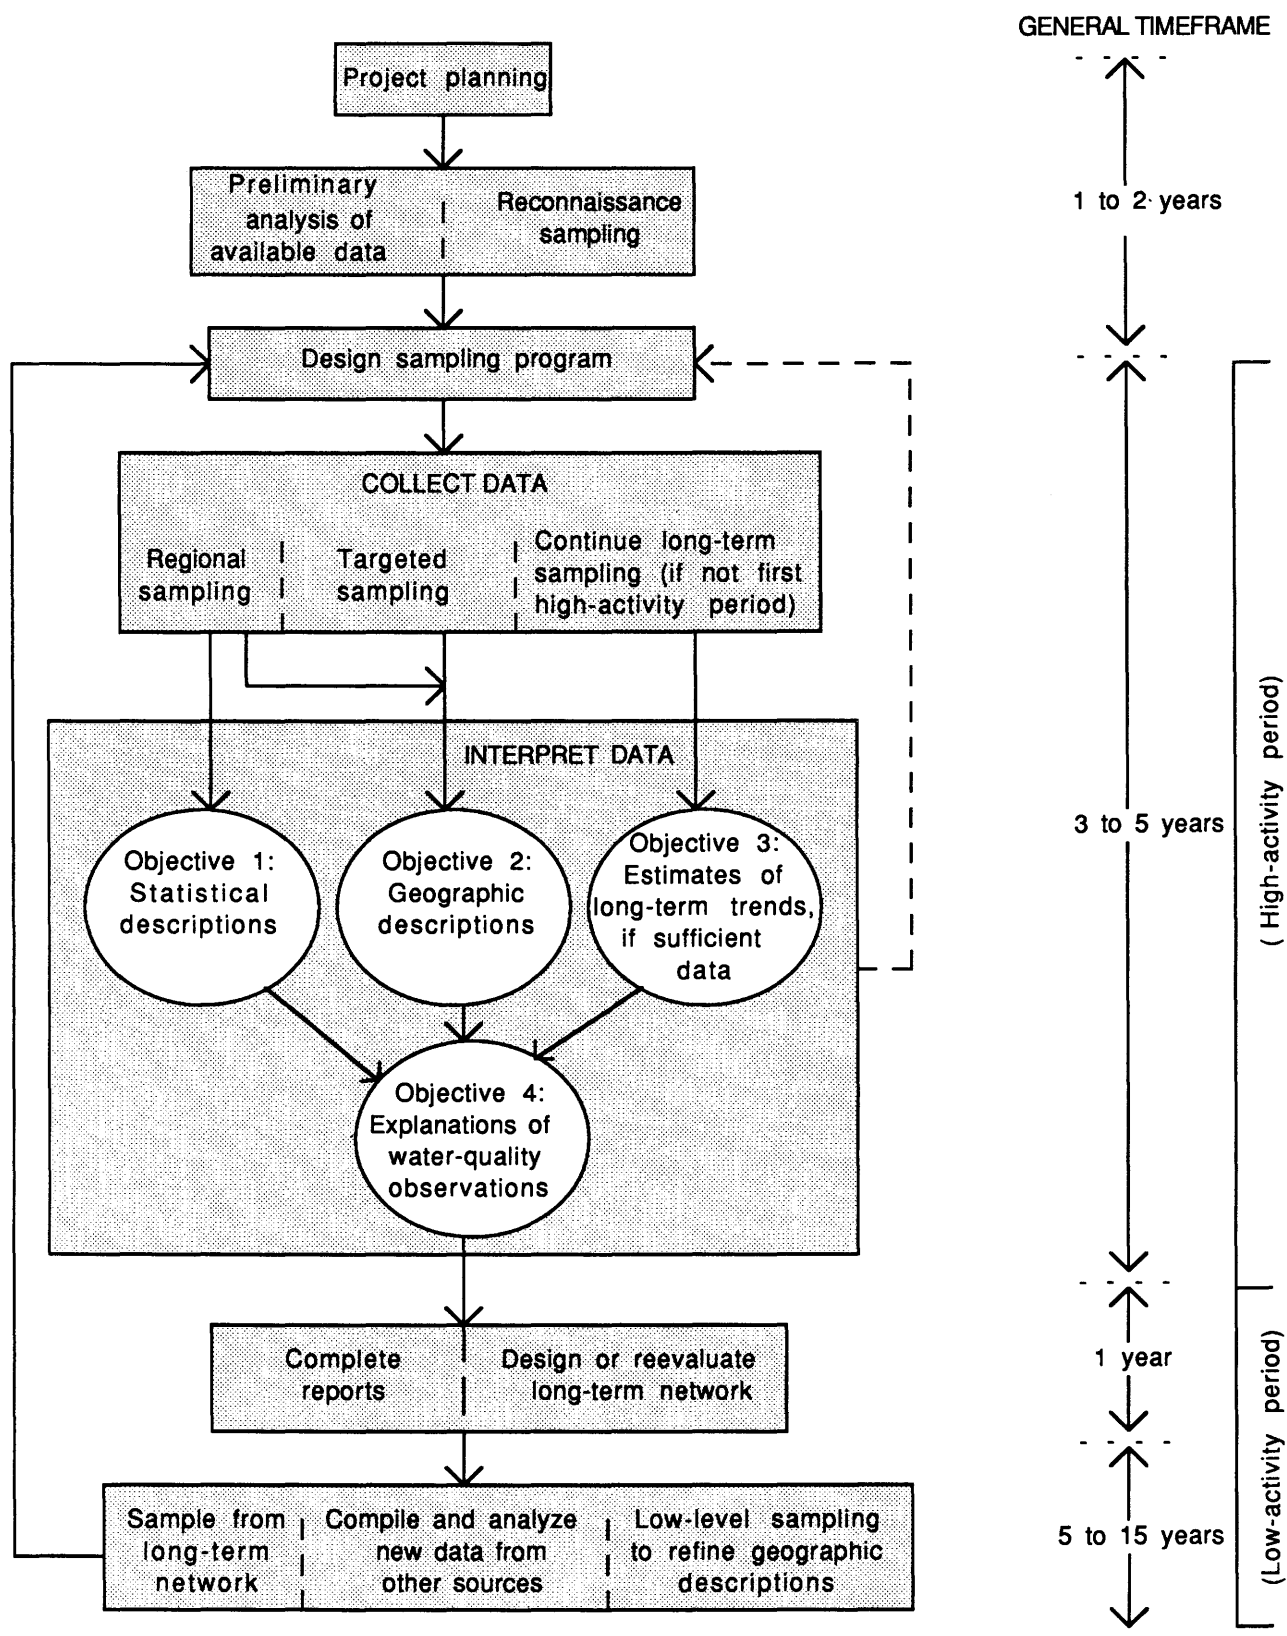 GENERAL TIMEFRAME
Project planning
Preliminary
analysis of
available data
Reconnaissance
sampling
1 to 2 years
Design sampling program
COLLECT DATA
Regional
sampling
Targeted
sampling
Continue long-term
sampling (if not first
high-activity period)
INTERPRET DATA
Objective 1:
Statistical
descriptions
Objective 2:
Geographic
descriptions
Objective 3:
Estimates of
long-term trends,
if sufficient
data
Objective 4:
Explanations of
water-quality
observations
3 to 5 years
( High-activity period)
Complete
reports
Design or reevaluate
long-term network
1 year
Sample from
long-term
network
Compile and analyze
new data from
other sources
Low-level sampling
to refine geographic
descriptions
5 to 15 years
(Low-activity period)